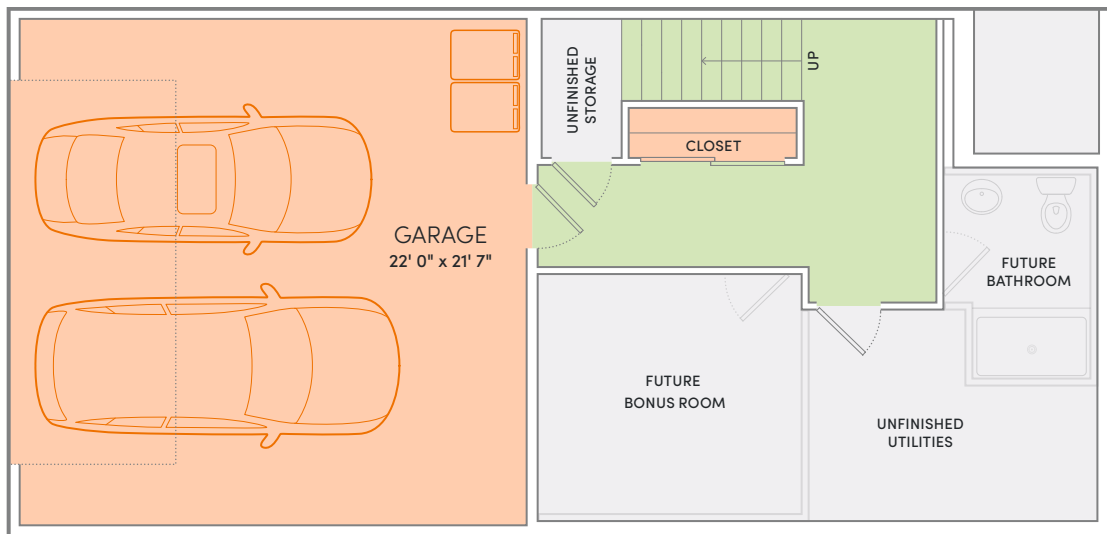 UNFINISHED
STORAGE
UP
CLOSET
GARAGE
22' 0" x 21' 7"
FUTURE
BATHROOM
FUTURE
BONUS ROOM
UNFINISHED
UTILITIES